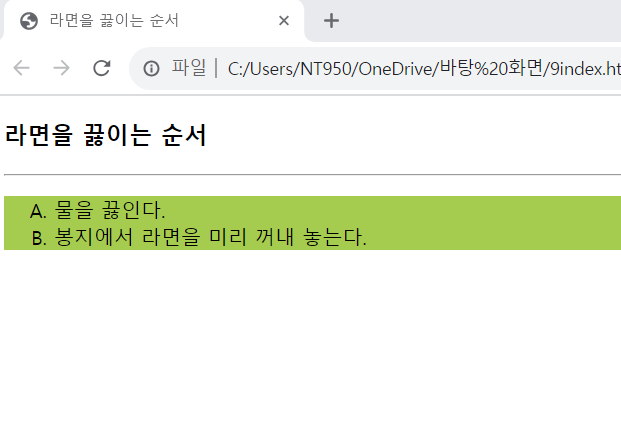 라면을 끓이는 순서
파일 | C:/Users/NT950/OneDrive/바탕%20화면/9index.ht
라면을 끓이는 순서
A. 물을 끓인다.
B. 봉지에서 라면을 미리 꺼내 놓는다.